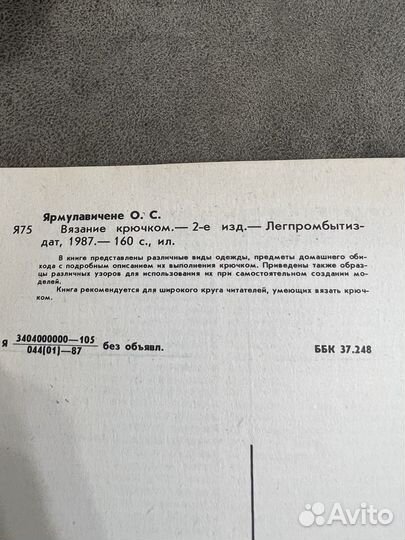 Ярмулавичене О. С.
Я75 Вязание крючком.— 2-е изд.— Легпромбытиз-
дат, 1987.— 160 с., ил.
В книге представлены различные виды одежды, предметы домашнего оби-
хода с подробным описанием их выполнения крючком. Приведены также образ-
цы различных узоров для использования их при самостоятельном создании мо-
делей.
Книга рекомендуется для широкого круга читателей, умеющих вязать крюч-
ком.
3404000000—105
Я без объявл. ББК 37.248
044(01)—87
Avito